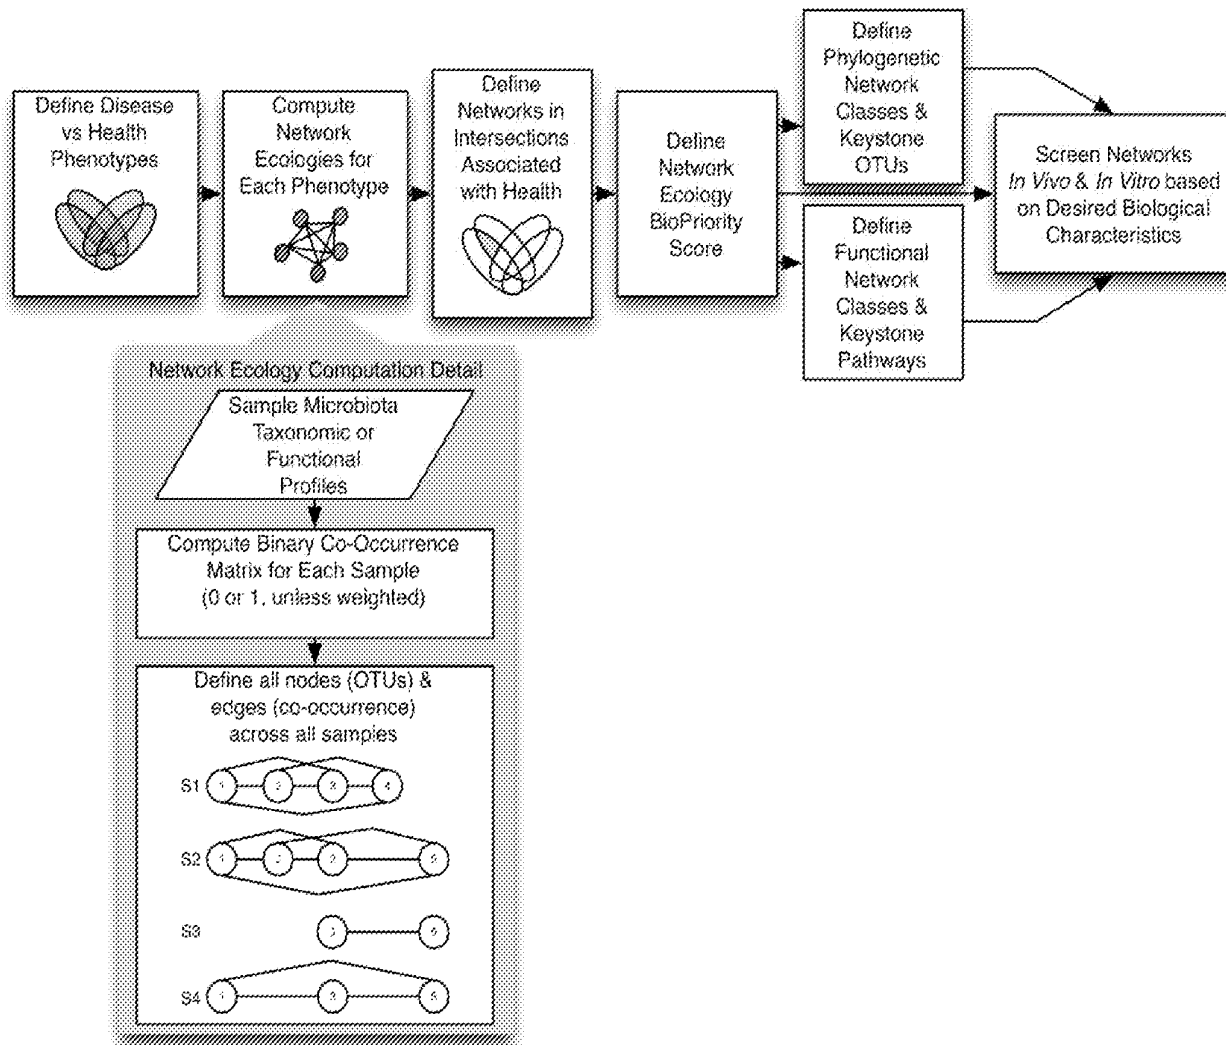 Define Disease
vs Health
Phenotypes
Compute
Network
Ecologies for
Each Phenotype
Define
Networks in
Intersections
Associated
with Health
Define
Network
Ecology
BioPriority
Score
Define
Phylogenetic
Network
Classes &
Keystone
OTUs
Define
Functional
Network
Classes &
Keystone
Pathways
Screen Networks
In Vivo & In Vitro based
on Desired Biological
Characteristics
Network Ecology Computation Detail
Sample Microbiota
Taxonomic or
Functional
Profiles
Compute Binary Co-Occurrence
Matrix for Each Sample
(0 or 1, unless weighted)
Define all nodes (OTUs) &
edges (co-occurrence)
across all samples
S1
S2
S3
S4